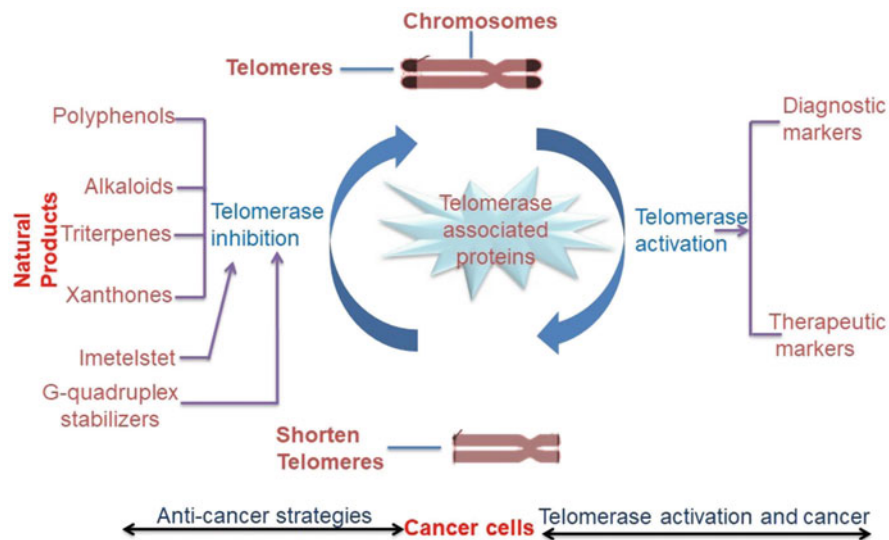 Chromosomes
Telomeres
Polyphenols
Alkaloids
Triterpenes
Xanthones
Natural
Products
Imetelstet
G-quadruplex
stabilizers
Telomerase
inhibition
Telomerase
associated
proteins
Telomerase
activation
Diagnostic
markers
Therapeutic
markers
Shorten
Telomeres
Anti-cancer strategies
Cancer cells
Telomerase activation and cancer